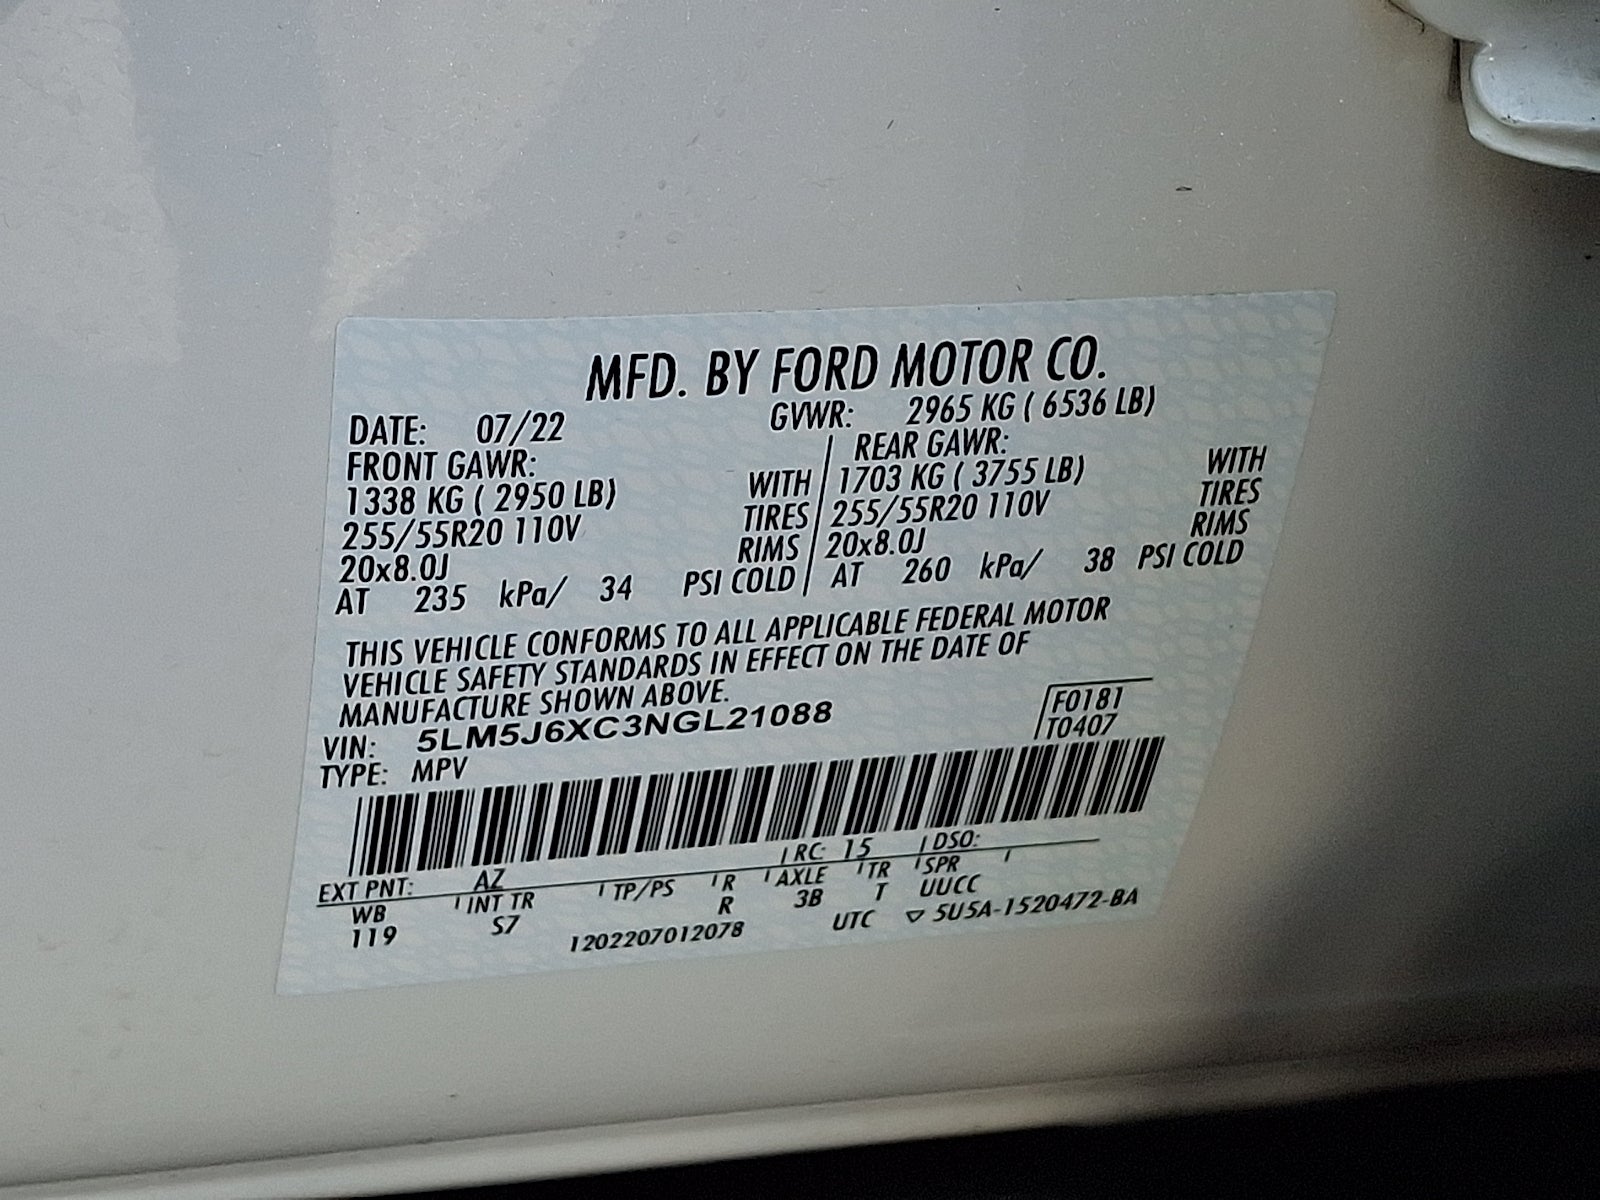 MFD. BY FORD MOTOR CO.
DATE: 07/22 GVWR: 2965 KG ( 6536 LB)
FRONT GAWR: REAR GAWR:
1338 KG ( 2950 LB) WITH 1703 KG ( 3755 LB) WITH
255/55R20 110V TIRES 255/55R20 110V TIRES
20x8.0J RIMS 20x8.0J RIMS
AT 235 kPa/ 34 PSI COLD AT 260 kPa/ 38 PSI COLD
THIS VEHICLE CONFORMS TO ALL APPLICABLE FEDERAL MOTOR
VEHICLE SAFETY STANDARDS IN EFFECT ON THE DATE OF
MANUFACTURE SHOWN ABOVE.
VIN: 5LM5J6XC3NGL21088 F0181
TYPE: MPV T0407
EXT PNT: AZ RC: 15 DSO:
WB INT TR TP/PS R AXLE TR SPR
119 S7 R 3B T UUCC
1202207012078 UTC ▽ 5U5A-1520472-BA